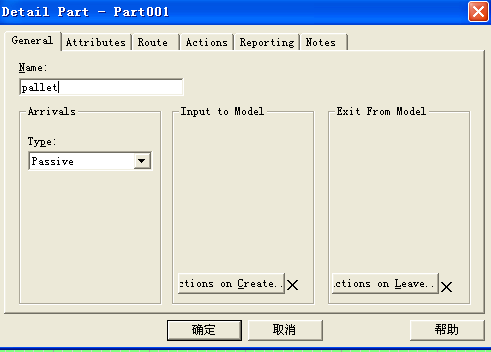 Detail Part - Part001
General Attributes Route Actions Reporting Notes
Name:
pallet
Arrivals
Type:
Passive
Input to Model
ctions on Create..
Exit From Model
ctions on Leave..
确定 取消 帮助